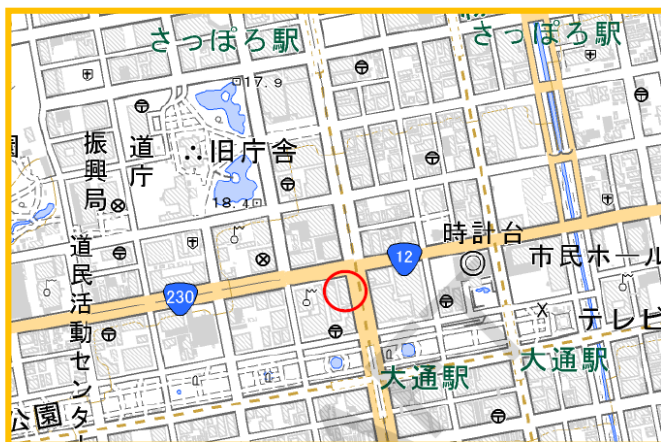 さっぽろ駅
さっぽろ駅
17.9
道庁
旧庁舎
振興局
18.4
時計台
12
市民ホール
230
道民活動センター
テレビ
大通駅
大通駅
公園